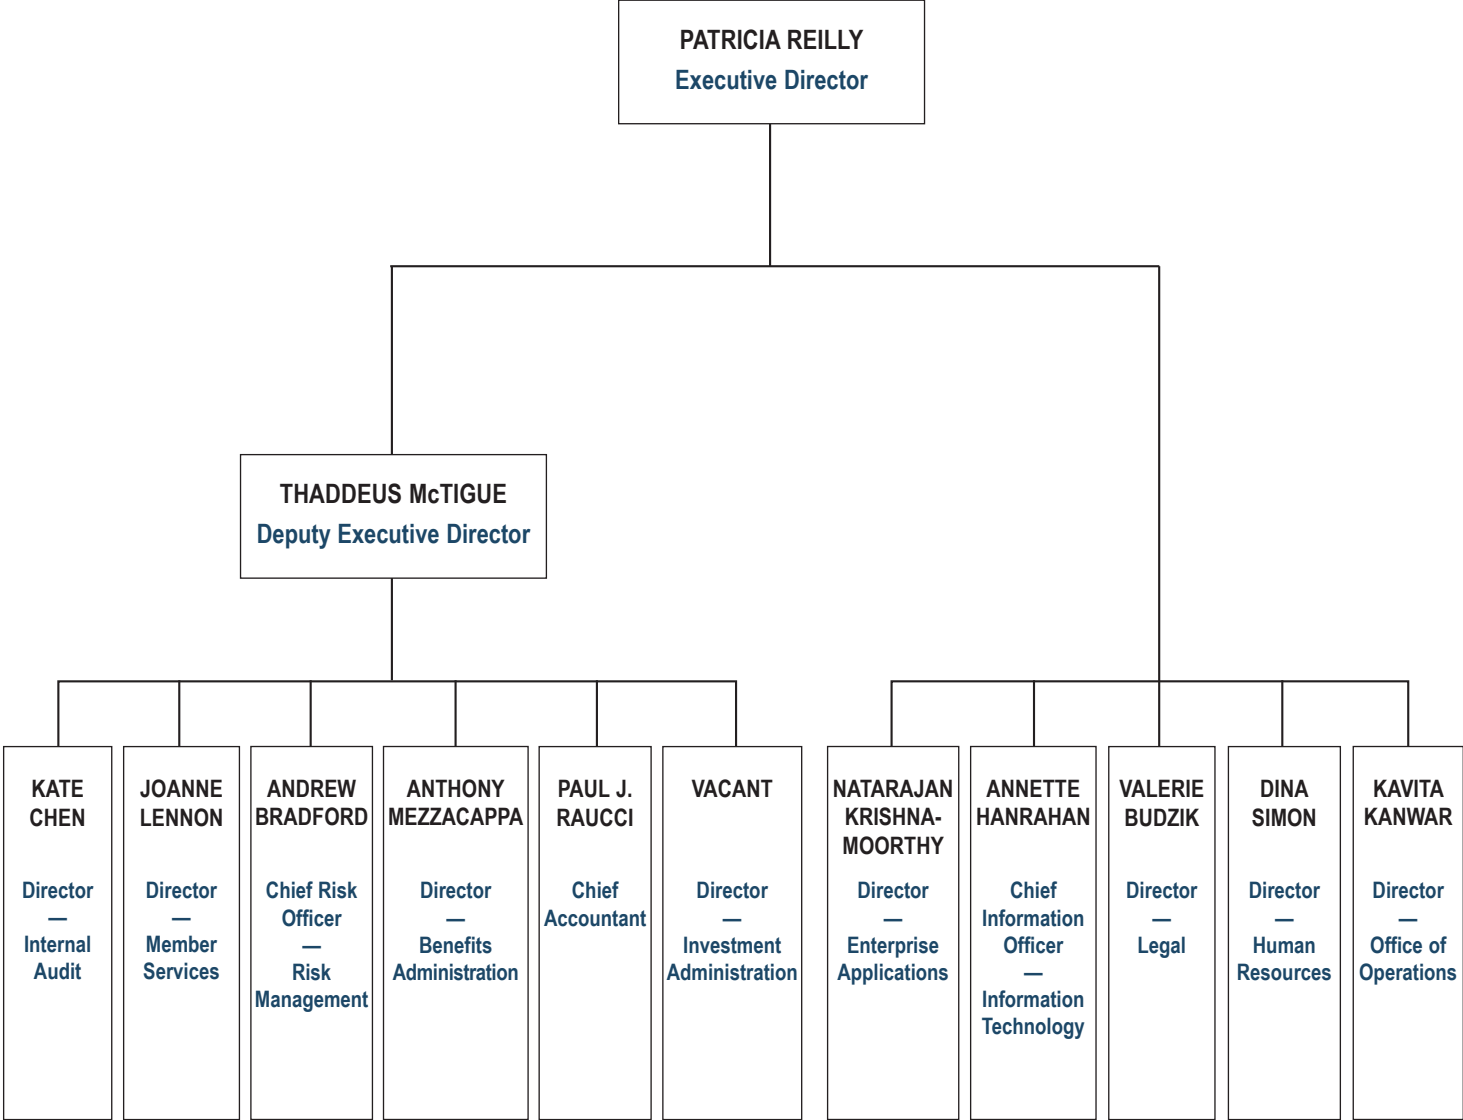 PATRICIA REILLY
Executive Director
THADDEUS McTIGUE
Deputy Executive Director
KATE
CHEN
Director
—
Internal
Audit
JOANNE
LENNON
Director
—
Member
Services
ANDREW
BRADFORD
Chief Risk
Officer
—
Risk
Management
ANTHONY
MEZZACAPPA
Director
—
Benefits
Administration
PAUL J.
RAUCCI
Chief
Accountant
VACANT
Director
—
Investment
Administration
NATARAJAN
KRISHNA-
MOORTHY
Director
—
Enterprise
Applications
ANNETTE
HANRAHAN
Chief
Information
Officer
—
Information
Technology
VALERIE
BUDZIK
Director
—
Legal
DINA
SIMON
Director
—
Human
Resources
KAVITA
KANWAR
Director
—
Office of
Operations